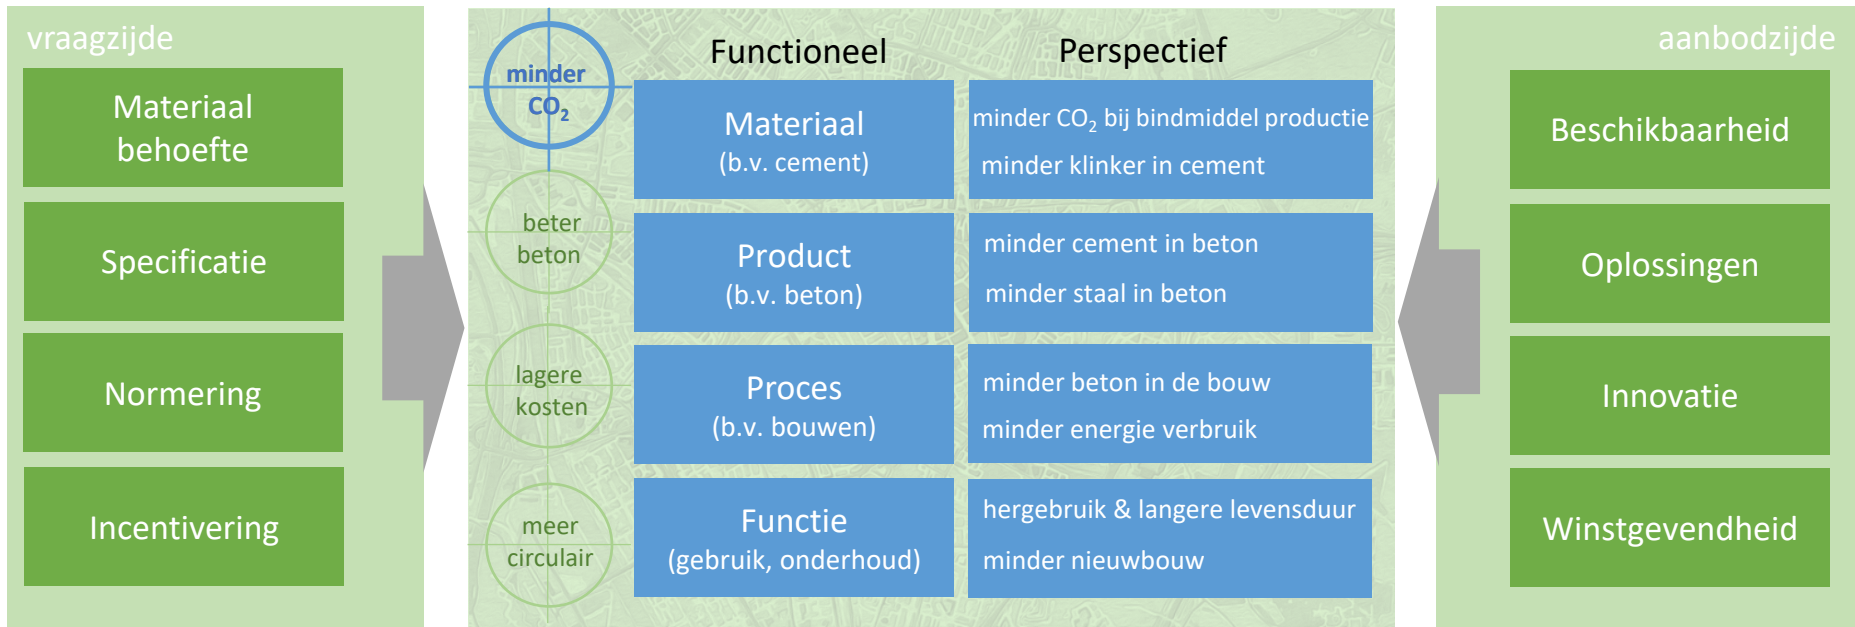 vraagzijde
Materiaal
behoefte
Specificatie
Normering
Incentivering
minder
CO₂
beter
beton
lagere
kosten
meer
circulair
Functioneel
Perspectief
Materiaal
(b.v. cement)
minder CO₂ bij bindmiddel productie
minder klinker in cement
Product
(b.v. beton)
minder cement in beton
minder staal in beton
Proces
(b.v. bouwen)
minder beton in de bouw
minder energie verbruik
Functie
(gebruik, onderhoud)
hergebruik & langere levensduur
minder nieuwbouw
aanbodzijde
Beschikbaarheid
Oplossingen
Innovatie
Winstgevendheid